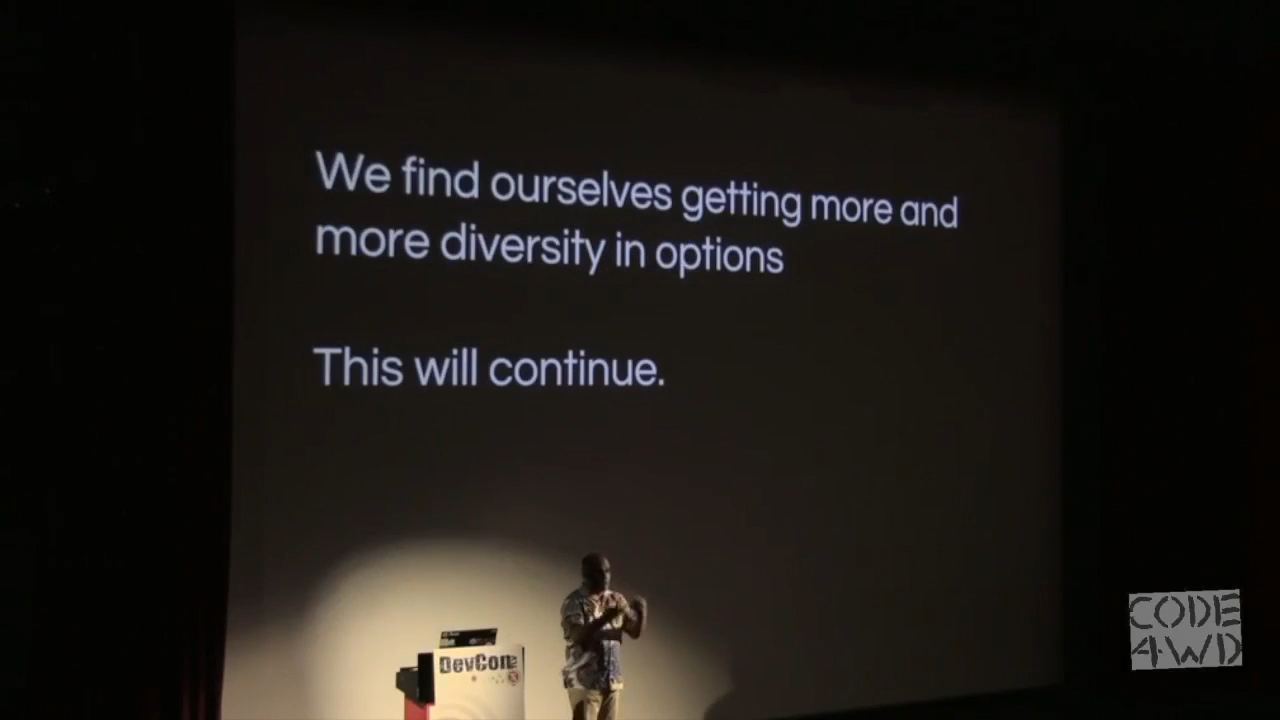 We find ourselves getting more and
more diversity in options
This will continue.
DevCon
CODE
4WD